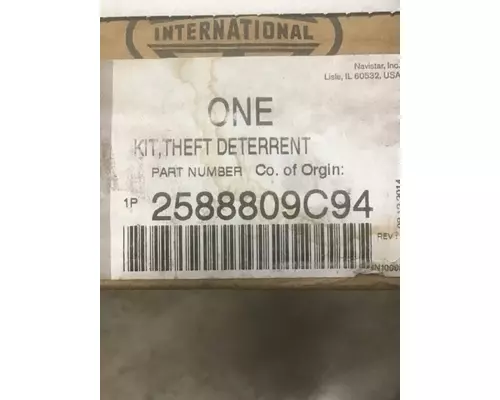 INTERNATIONAL
Navistar, Inc.
Lisle, IL 60532, USA
ONE
KIT,THEFT DETERRENT
PART NUMBER Co. of Orgin:
1P 2588809C94
REV